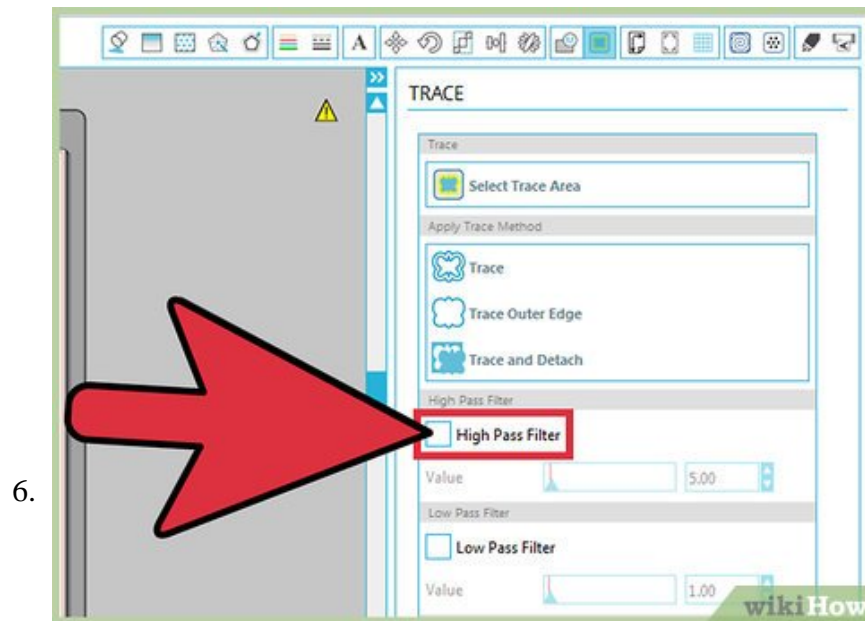 A
TRACE
Trace
Select Trace Area
Apply Trace Method
Trace
Trace Outer Edge
Trace and Detach
High Pass Filter
High Pass Filter
Value 5.00
Low Pass Filter
Low Pass Filter
Value 1.00
6.
wikiHow